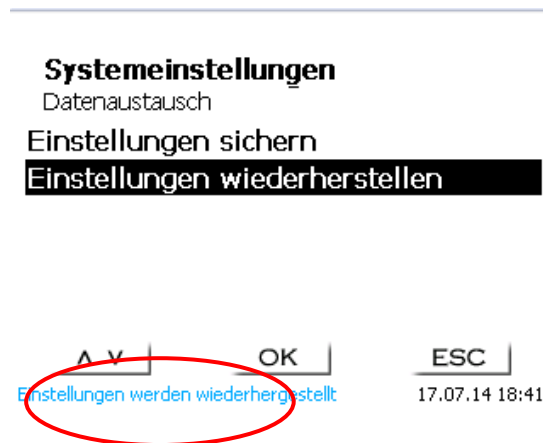 Systemeinstellungen
Datenaustausch
Einstellungen sichern
Einstellungen wiederherstellen
Λ V OK ESC
Einstellungen werden wiederhergestellt 17.07.14 18:41